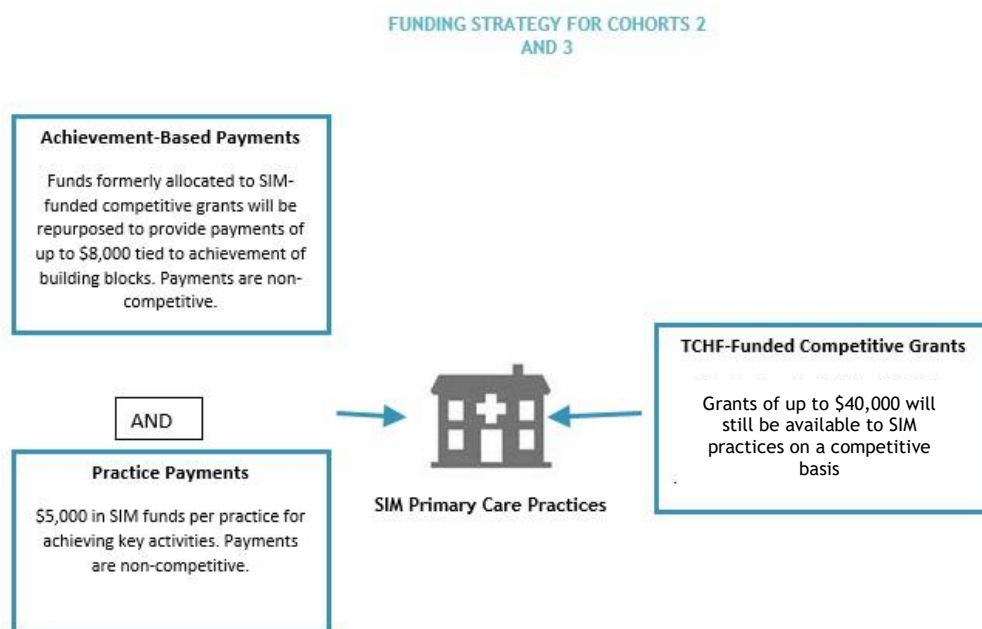 FUNDING STRATEGY FOR COHORTS 2
AND 3
Achievement-Based Payments
Funds formerly allocated to SIM-
funded competitive grants will be
repurposed to provide payments of
up to $8,000 tied to achievement of
building blocks. Payments are non-
competitive.
AND
Practice Payments
$5,000 in SIM funds per practice for
achieving key activities. Payments
are non-competitive.
SIM Primary Care Practices
TCHF-Funded Competitive Grants
Grants of up to $40,000 will
still be available to SIM
practices on a competitive
basis
.